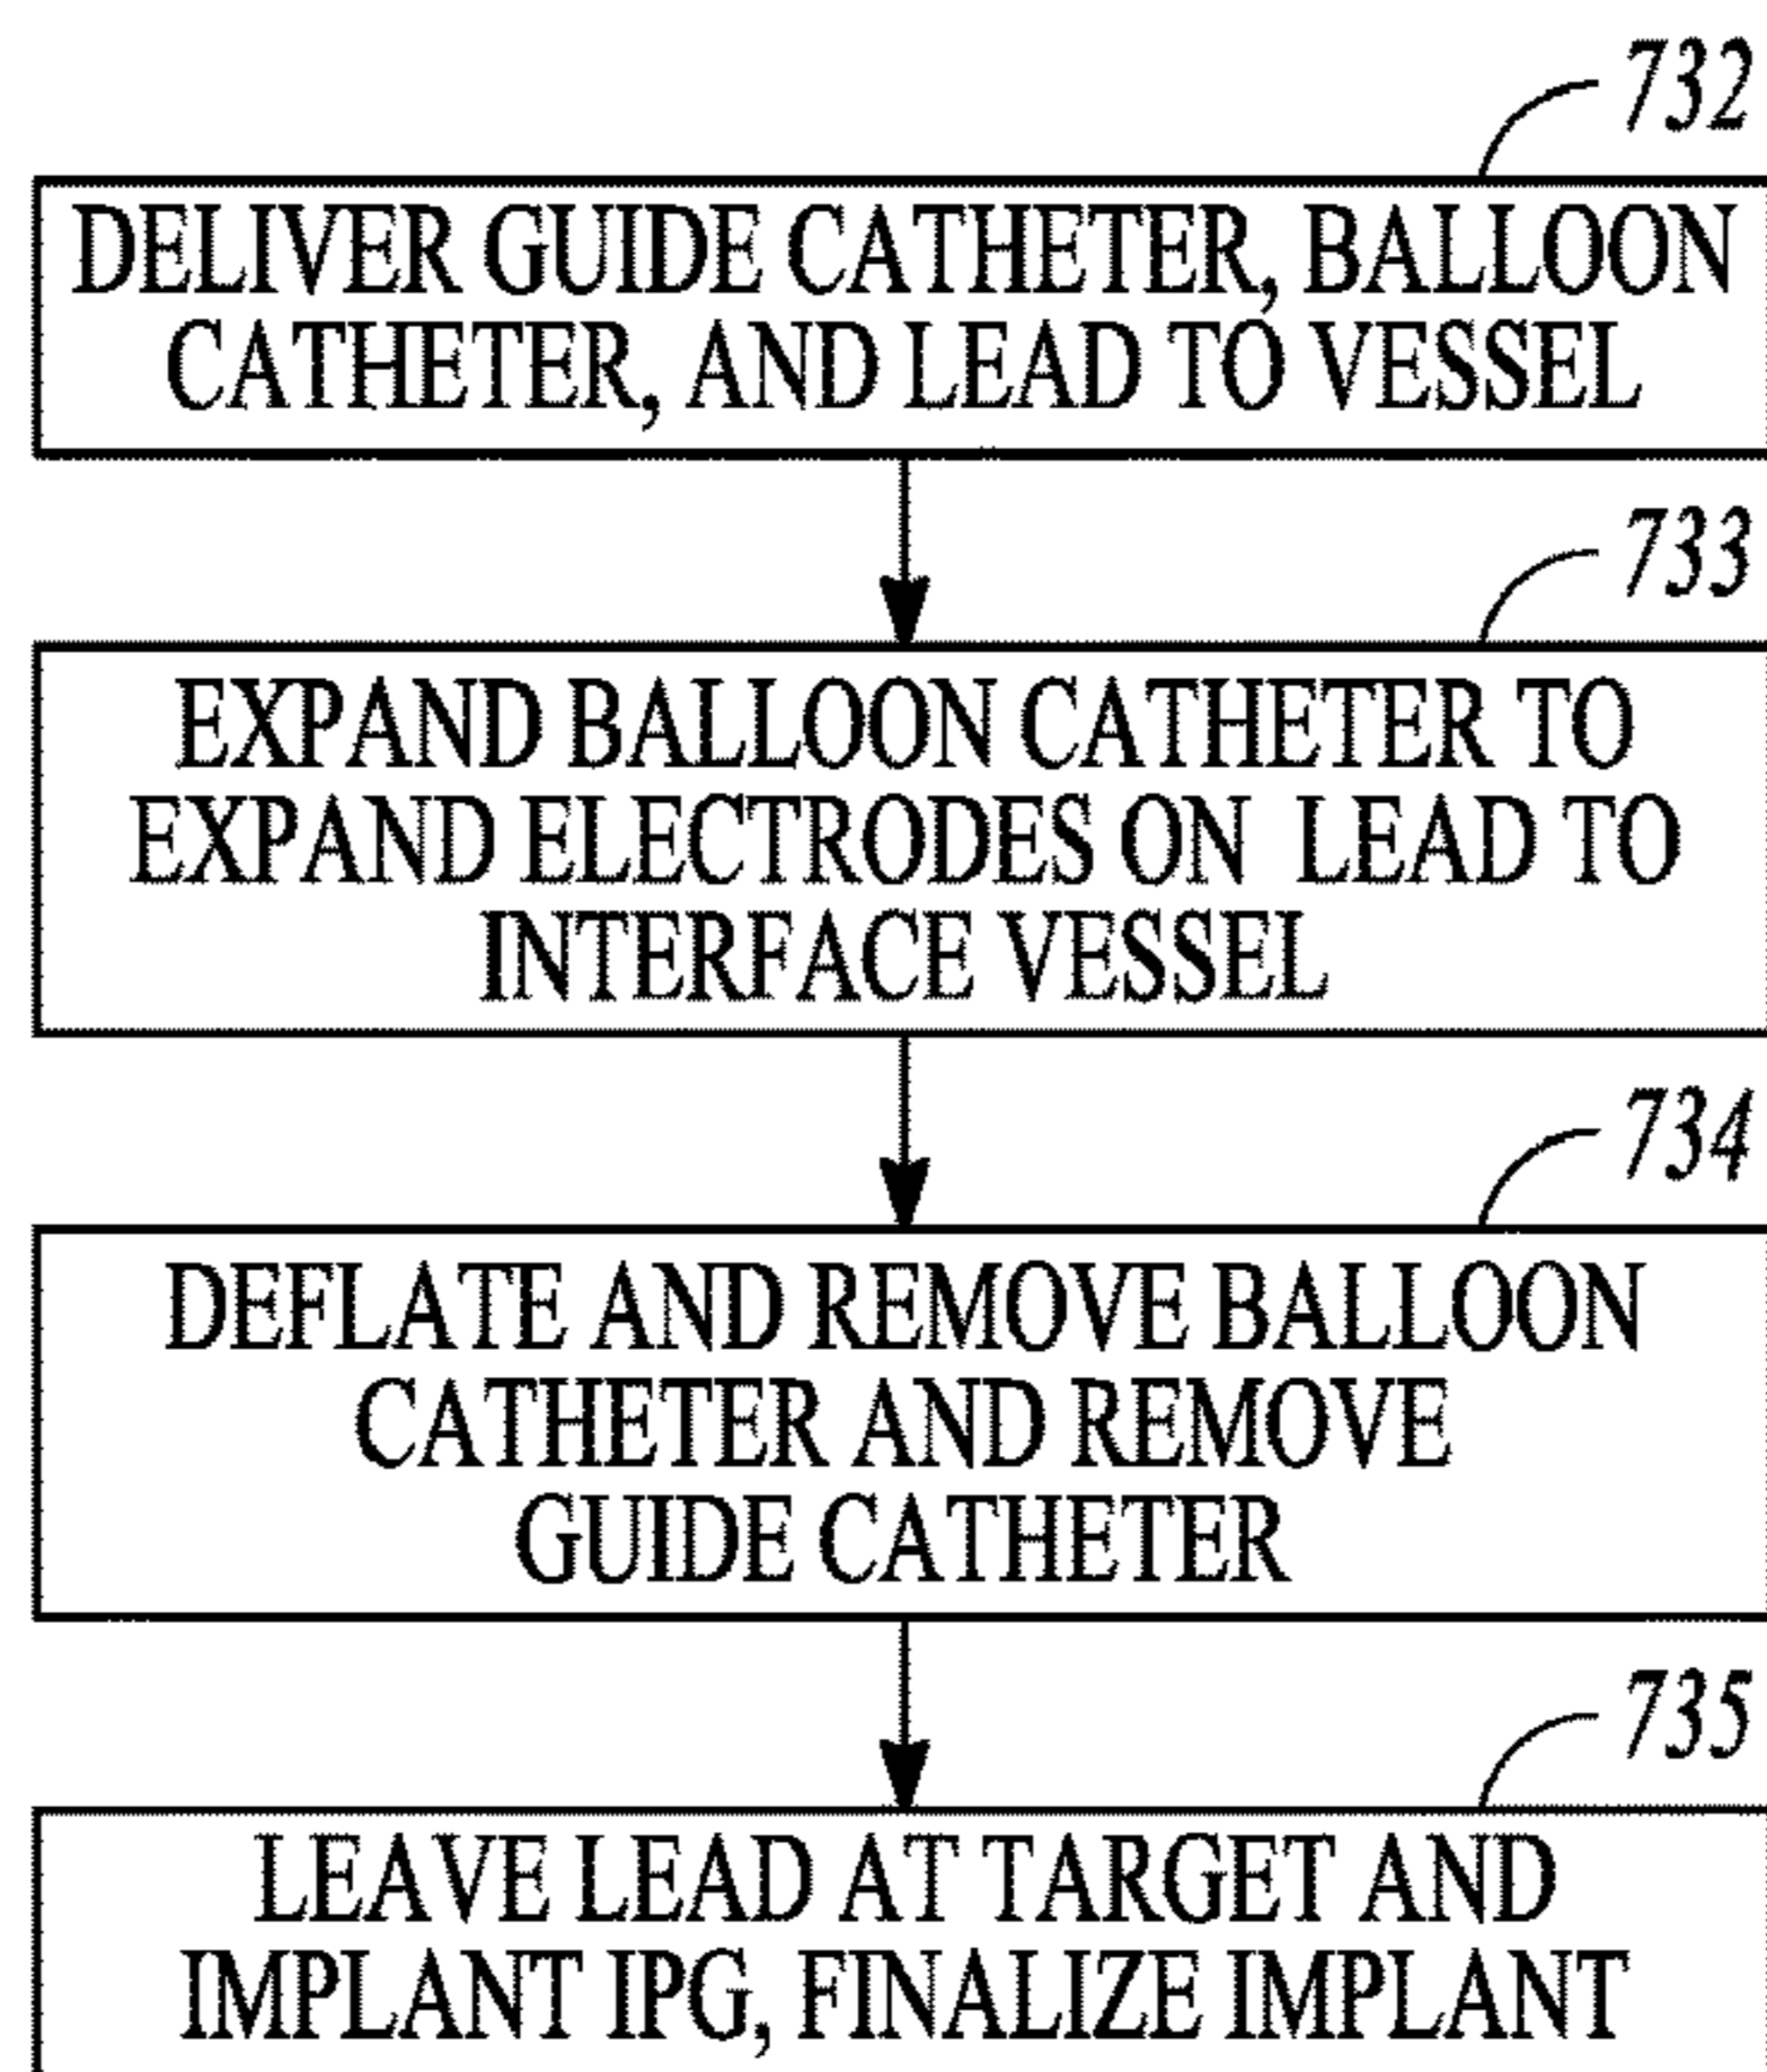 732
DELIVER GUIDE CATHETER, BALLOON
CATHETER, AND LEAD TO VESSEL
733
EXPAND BALLOON CATHETER TO
EXPAND ELECTRODES ON LEAD TO
INTERFACE VESSEL
734
DEFLATE AND REMOVE BALLOON
CATHETER AND REMOVE
GUIDE CATHETER
735
LEAVE LEAD AT TARGET AND
IMPLANT IPG, FINALIZE IMPLANT